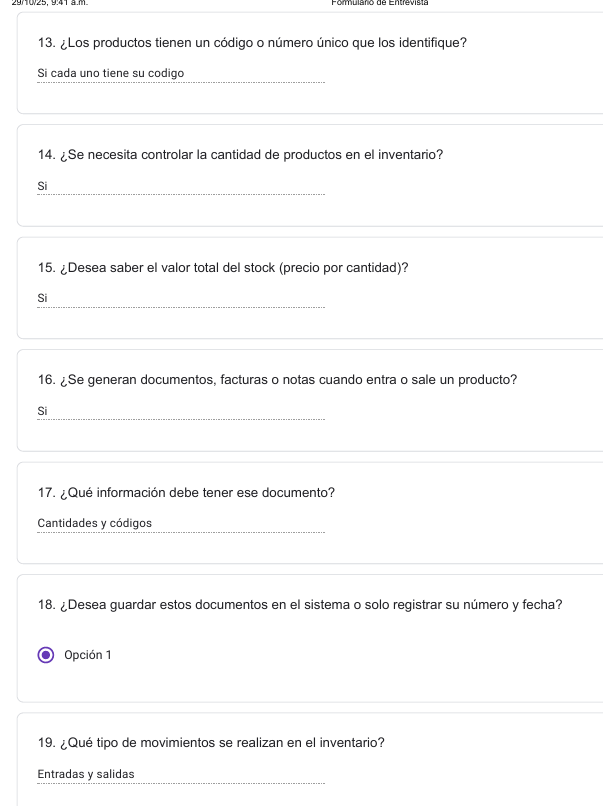 29/10/25, 9:41 a.m. Formulario de Entrevista
13. ¿Los productos tienen un código o número único que los identifique?
Si cada uno tiene su codigo
14. ¿Se necesita controlar la cantidad de productos en el inventario?
Si
15. ¿Desea saber el valor total del stock (precio por cantidad)?
Si
16. ¿Se generan documentos, facturas o notas cuando entra o sale un producto?
Si
17. ¿Qué información debe tener ese documento?
Cantidades y códigos
18. ¿Desea guardar estos documentos en el sistema o solo registrar su número y fecha?
Opción 1
19. ¿Qué tipo de movimientos se realizan en el inventario?
Entradas y salidas